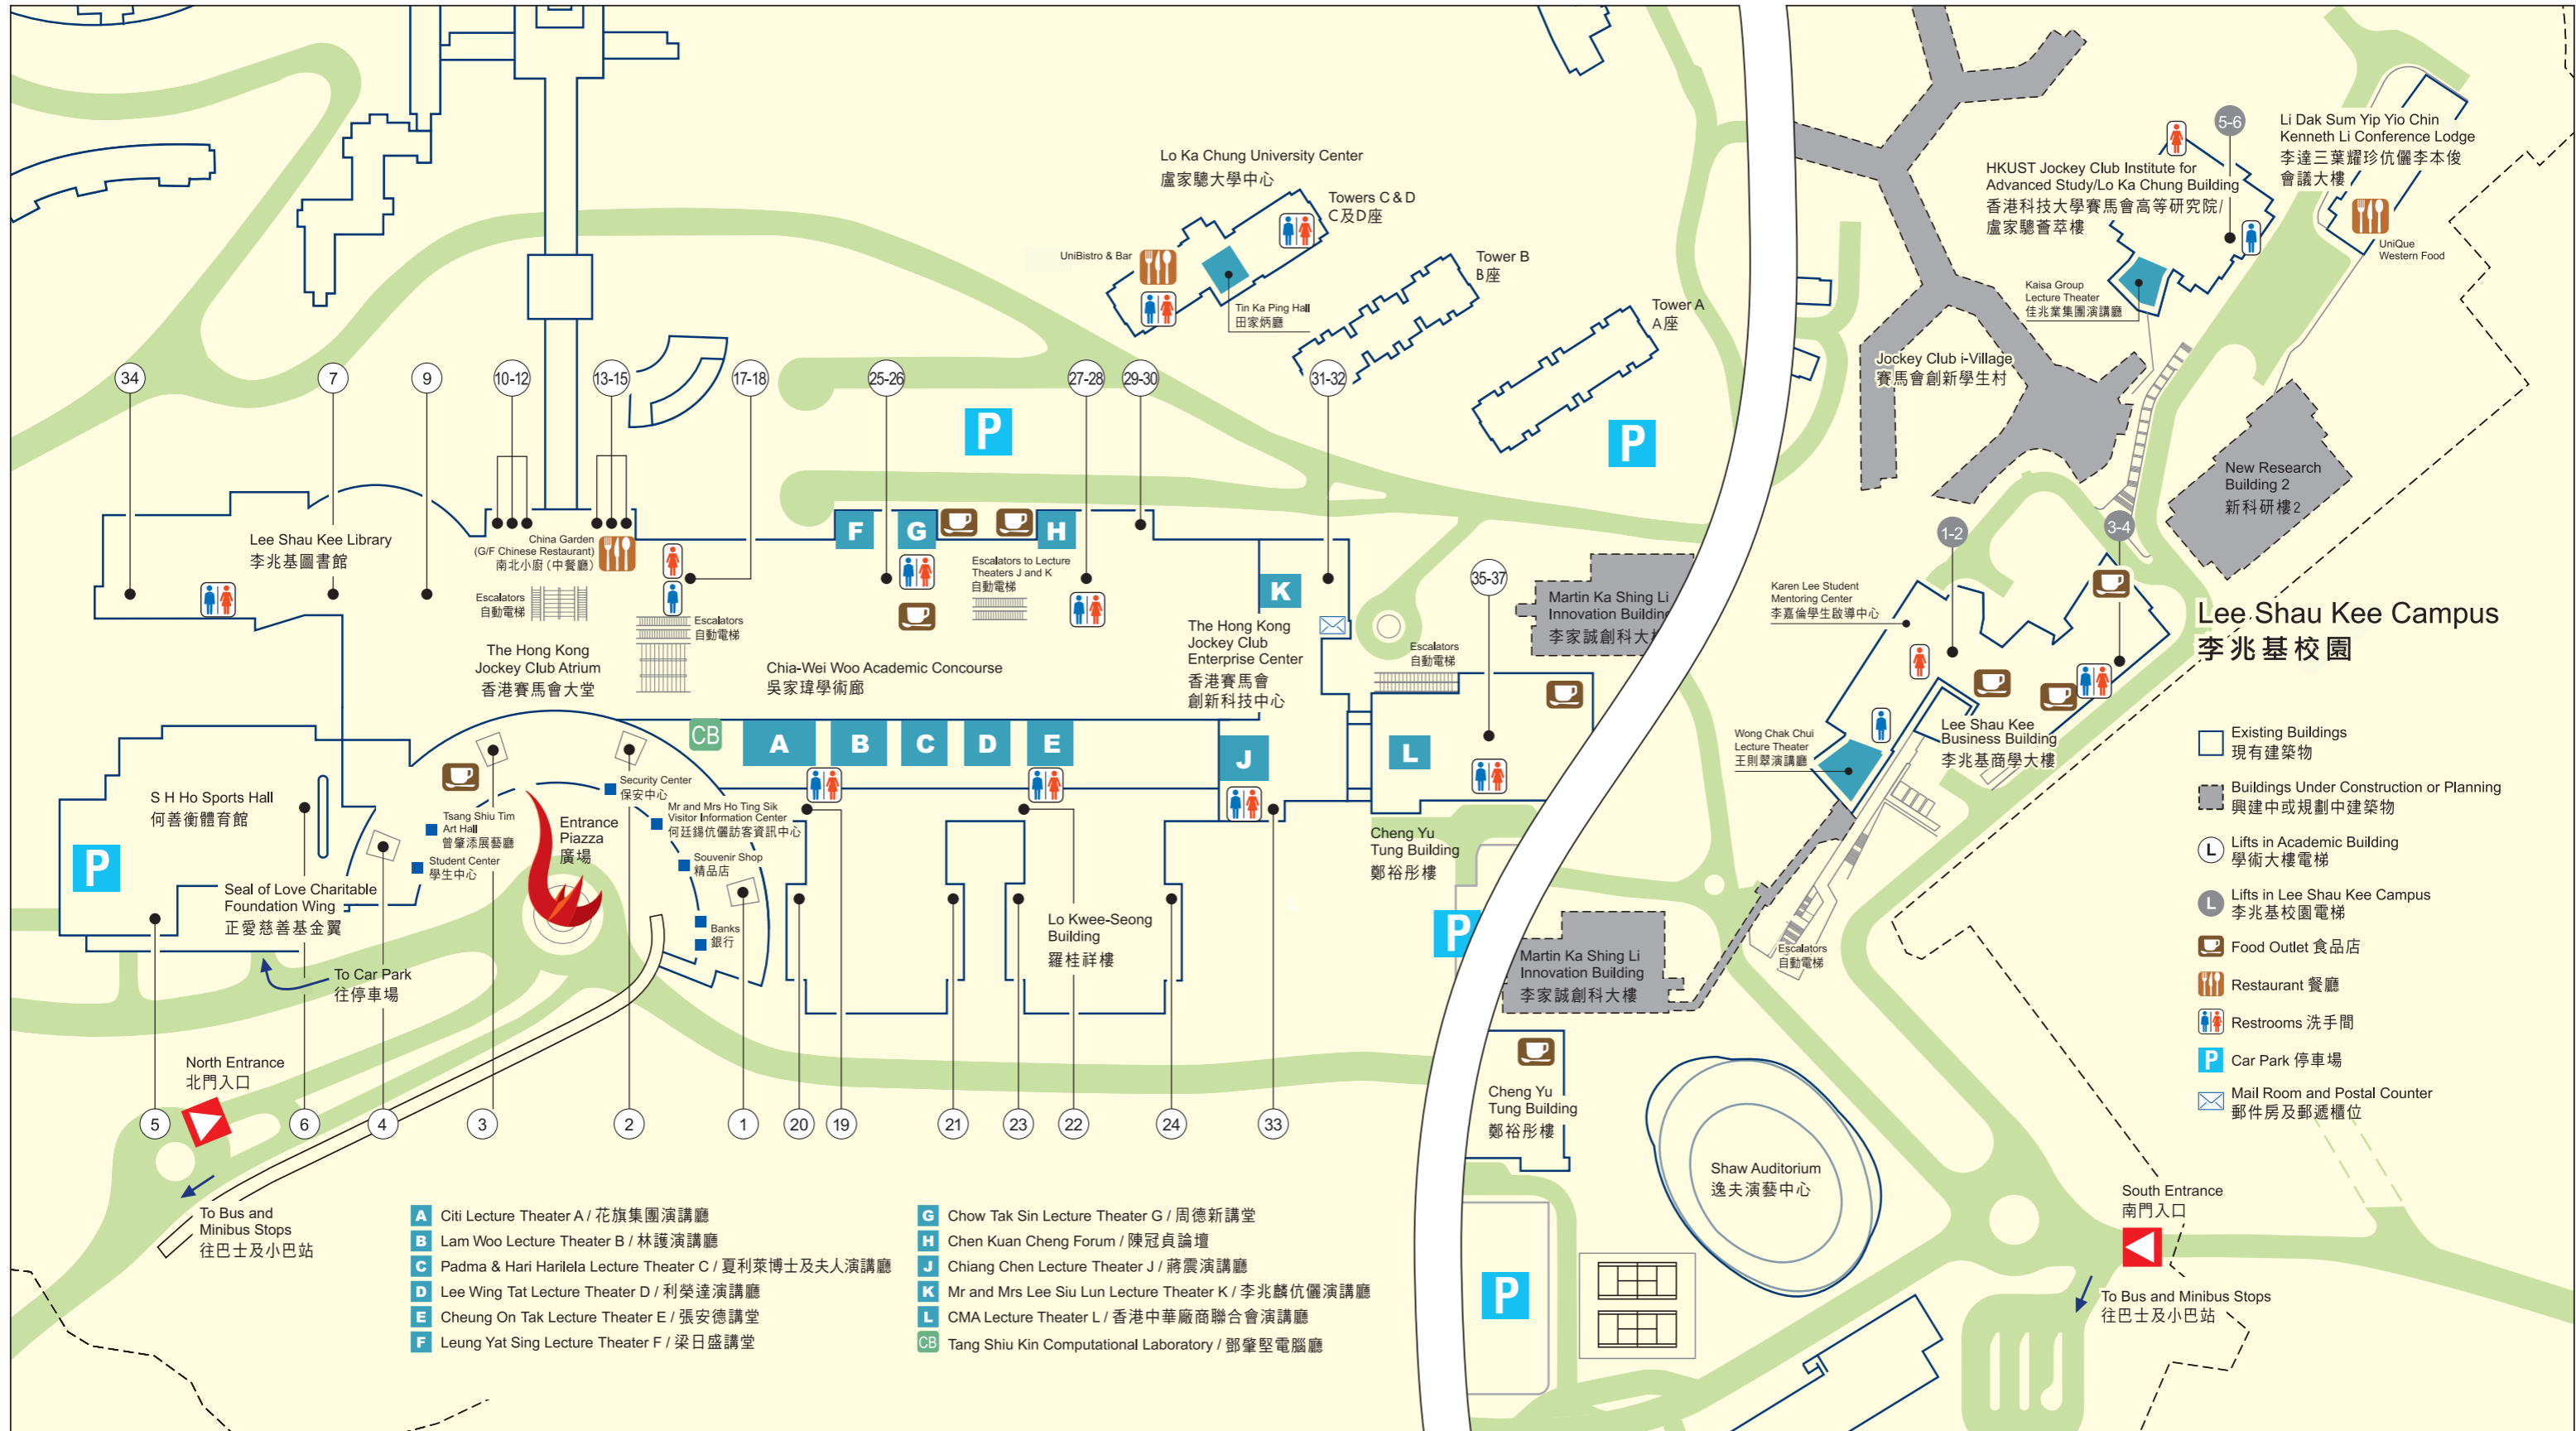 Lo Ka Chung University Center
盧家驄大學中心
Towers C & D
C及D座
UniBistro & Bar
Tin Ka Ping Hall
田家炳廳
Tower B
B座
Tower A
A座
5-6
Li Dak Sum Yip Yio Chin
Kenneth Li Conference Lodge
李達三葉耀珍伉儷李本俊
會議大樓
HKUST Jockey Club Institute for
Advanced Study/Lo Ka Chung Building
香港科技大學賽馬會高等研究院/
盧家驄薈萃樓
UniQue
Western Food
Kaisa Group
Lecture Theater
佳兆業集團演講廳
Jockey Club i-Village
賽馬會創新學生村
New Research
Building 2
新科研樓2
34
7
9
10-12
13-15
17-18
25-26
27-28
29-30
31-32
P
P
Lee Shau Kee Library
李兆基圖書館
China Garden
(G/F Chinese Restaurant)
南北小廚(中餐廳)
Escalators
自動電梯
Escalators
自動電梯
F
G
H
Escalators to Lecture
Theaters J and K
自動電梯
K
35-37
Martin Ka Shing Li
Innovation Building
李家誠創科大樓
1-2
3-4
Karen Lee Student
Mentoring Center
李嘉倫學生啟導中心
Lee Shau Kee Campus
李兆基校園
The Hong Kong
Jockey Club Atrium
香港賽馬會大堂
Chia-Wei Woo Academic Concourse
吳家瑋學術廊
The Hong Kong
Jockey Club
Enterprise Center
香港賽馬會
創新科技中心
Escalators
自動電梯
CB
A
B
C
D
E
J
L
Wong Chak Chui
Lecture Theater
王則翠演講廳
Lee Shau Kee
Business Building
李兆基商學大樓
Existing Buildings
現有建築物
Buildings Under Construction or Planning
興建中或規劃中建築物
L
Lifts in Academic Building
學術大樓電梯
L
Lifts in Lee Shau Kee Campus
李兆基校園電梯
Food Outlet 食品店
Restaurant 餐廳
Restrooms 洗手間
P
Car Park 停車場
Mail Room and Postal Counter
郵件房及郵遞櫃位
S H Ho Sports Hall
何善衡體育館
P
Tsang Shiu Tim
Art Hall
曾肇添展藝廳
Student Center
學生中心
Entrance
Piazza
廣場
Security Center
保安中心
Mr and Mrs Ho Ting Sik
Visitor Information Center
何廷錫伉儷訪客資訊中心
Souvenir Shop
精品店
Banks
銀行
Seal of Love Charitable
Foundation Wing
正愛慈善基金翼
To Car Park
往停車場
Lo Kwee-Seong
Building
羅桂祥樓
Cheng Yu
Tung Building
鄭裕彤樓
P
Martin Ka Shing Li
Innovation Building
李家誠創科大樓
Escalators
自動電梯
North Entrance
北門入口
5
6
4
3
2
1
20
19
21
23
22
24
33
Cheng Yu
Tung Building
鄭裕彤樓
Shaw Auditorium
逸夫演藝中心
P
South Entrance
南門入口
To Bus and Minibus Stops
往巴士及小巴站
To Bus and
Minibus Stops
往巴士及小巴站
A Citi Lecture Theater A / 花旗集團演講廳
B Lam Woo Lecture Theater B / 林護演講廳
C Padma & Hari Harilela Lecture Theater C / 夏利萊博士及夫人演講廳
D Lee Wing Tat Lecture Theater D / 利榮達演講廳
E Cheung On Tak Lecture Theater E / 張安德講堂
F Leung Yat Sing Lecture Theater F / 梁日盛講堂
G Chow Tak Sin Lecture Theater G / 周德新講堂
H Chen Kuan Cheng Forum / 陳冠貞論壇
J Chiang Chen Lecture Theater J / 蔣震演講廳
K Mr and Mrs Lee Siu Lun Lecture Theater K / 李兆麟伉儷演講廳
L CMA Lecture Theater L / 香港中華廠商聯合會演講廳
CB Tang Shiu Kin Computational Laboratory / 鄧肇堅電腦廳